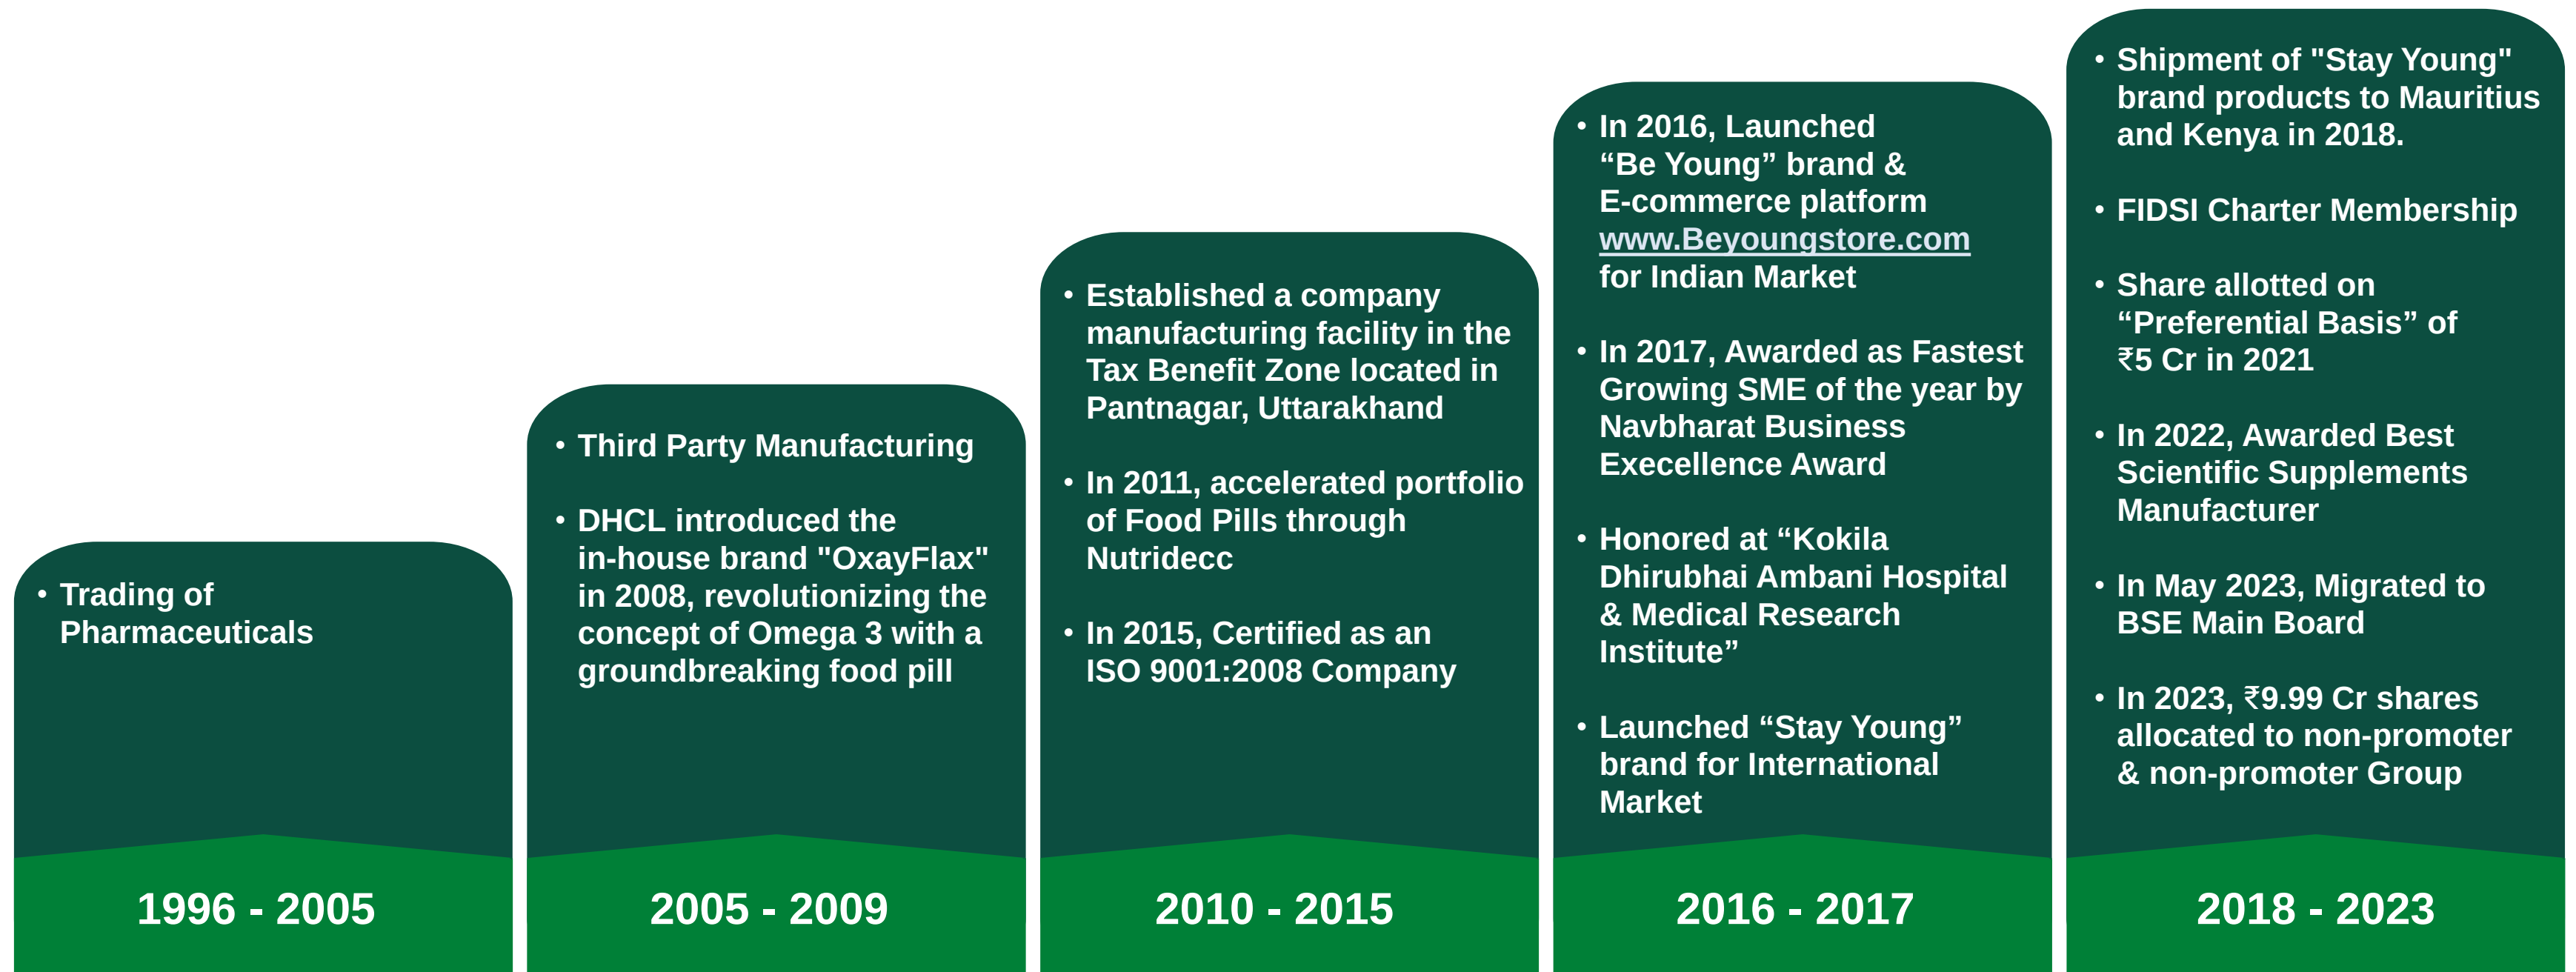 • Trading of
Pharmaceuticals
1996 - 2005
• Third Party Manufacturing
• DHCL introduced the
in-house brand "OxayFlax"
in 2008, revolutionizing the
concept of Omega 3 with a
groundbreaking food pill
2005 - 2009
• Established a company
manufacturing facility in the
Tax Benefit Zone located in
Pantnagar, Uttarakhand
• In 2011, accelerated portfolio
of Food Pills through
Nutridecc
• In 2015, Certified as an
ISO 9001:2008 Company
2010 - 2015
• In 2016, Launched
“Be Young” brand &
E-commerce platform
www.Beyoungstore.com
for Indian Market
• In 2017, Awarded as Fastest
Growing SME of the year by
Navbharat Business
Execellence Award
• Honored at “Kokila
Dhirubhai Ambani Hospital
& Medical Research
Institute”
• Launched “Stay Young”
brand for International
Market
2016 - 2017
• Shipment of "Stay Young"
brand products to Mauritius
and Kenya in 2018.
• FIDSI Charter Membership
• Share allotted on
“Preferential Basis” of
₹5 Cr in 2021
• In 2022, Awarded Best
Scientific Supplements
Manufacturer
• In May 2023, Migrated to
BSE Main Board
• In 2023, ₹9.99 Cr shares
allocated to non-promoter
& non-promoter Group
2018 - 2023